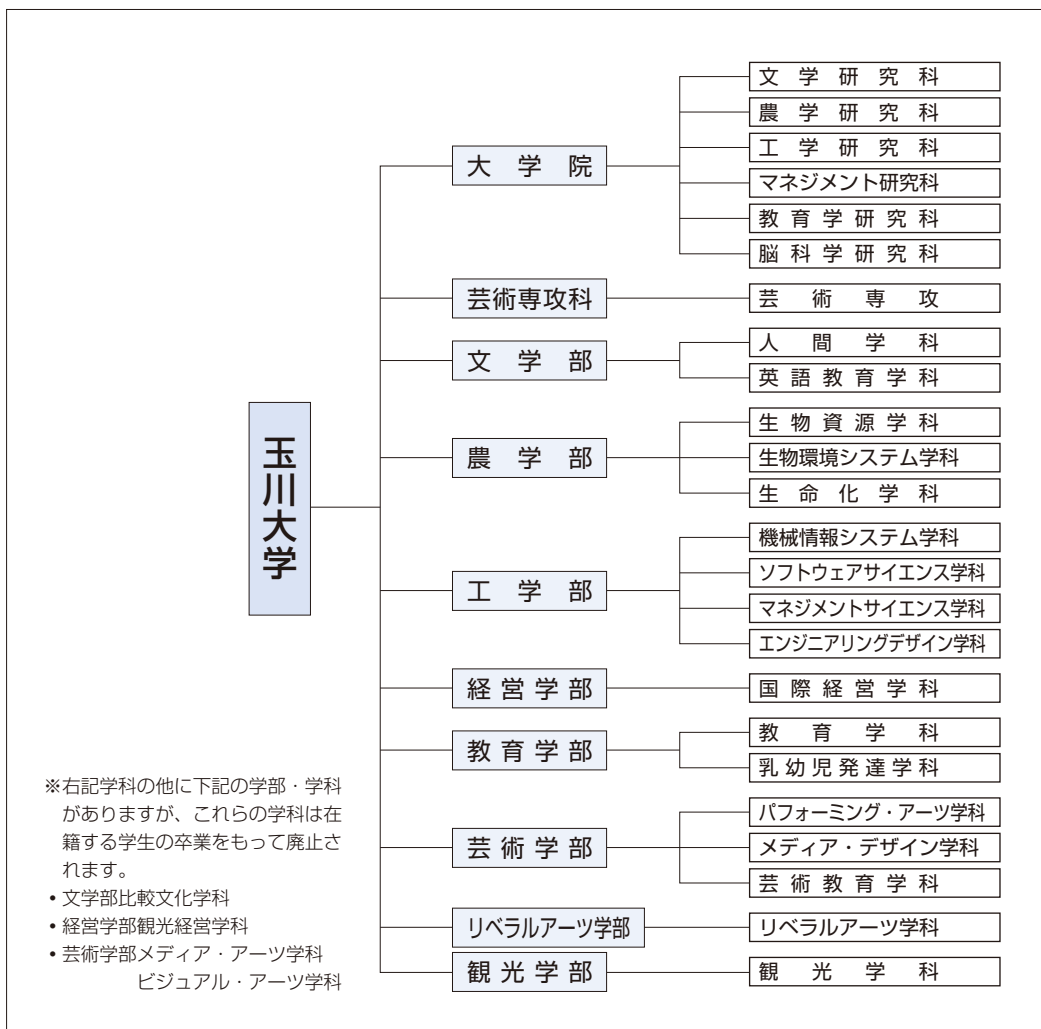 玉川大学
大学院
文学研究科
農学研究科
工学研究科
マネジメント研究科
教育学研究科
脳科学研究科
芸術専攻科
芸術専攻
文学部
人間学科
英語教育学科
農学部
生物資源学科
生物環境システム学科
生命化学科
工学部
機械情報システム学科
ソフトウェアサイエンス学科
マネジメントサイエンス学科
エンジニアリングデザイン学科
経営学部
国際経営学科
教育学部
教育学科
乳幼児発達学科
芸術学部
パフォーミング・アーツ学科
メディア・デザイン学科
芸術教育学科
リベラルアーツ学部
リベラルアーツ学科
観光学部
観光学科
※右記学科の他に下記の学部・学科
がありますが、これらの学科は在
籍する学生の卒業をもって廃止さ
れます。
•文学部比較文化学科
•経営学部観光経営学科
•芸術学部メディア・アーツ学科
ビジュアル・アーツ学科